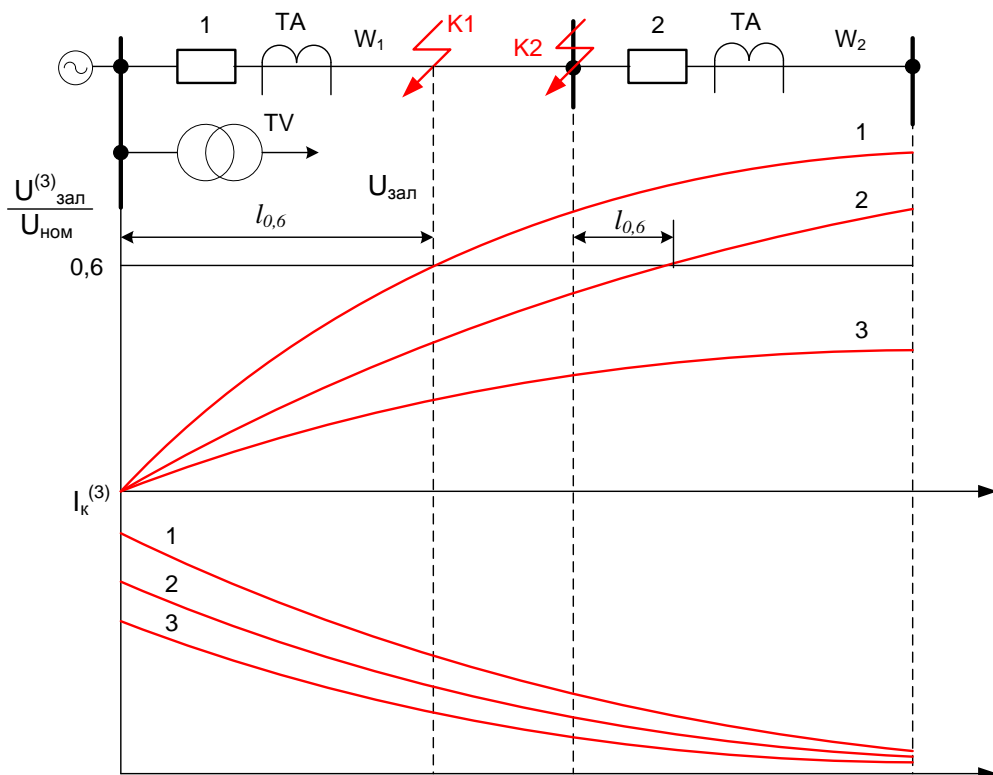 1 TA W₁ K1 K2 2 TA W₂
TV
U⁽³⁾зал
Uном
Uзал
1
2
l₀,₆ l₀,₆
0,6
3
Iк⁽³⁾
1
2
3